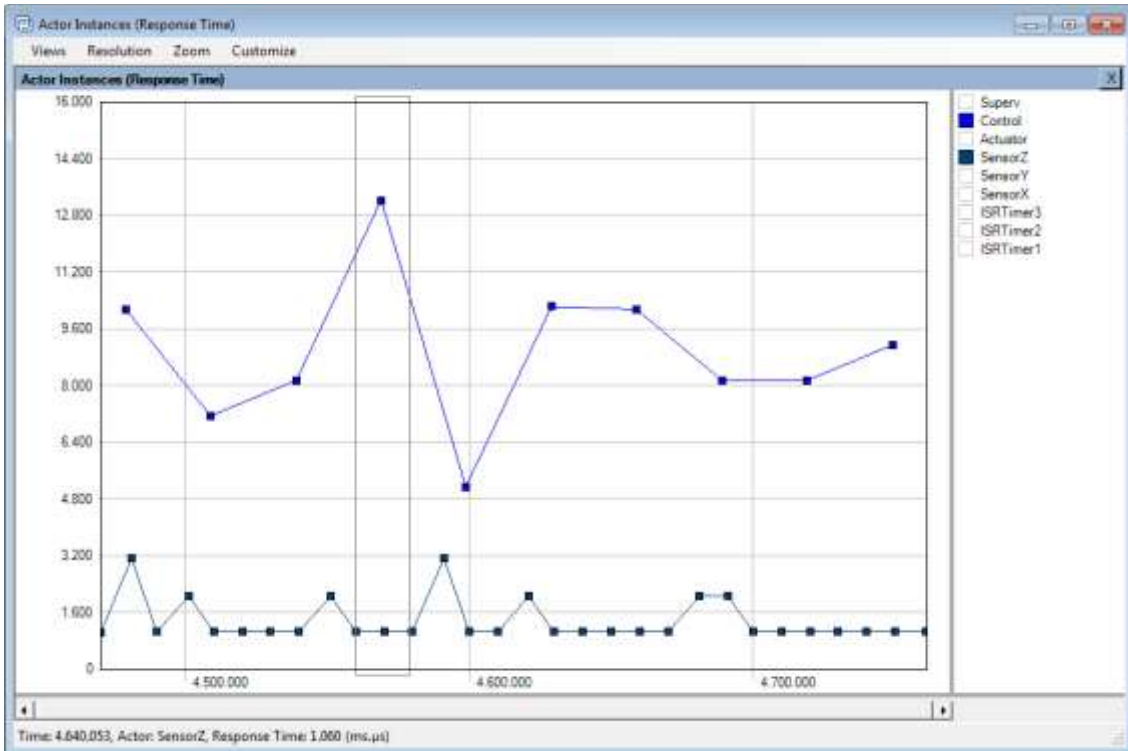 Actor Instances (Response Time)
Views Resolution Zoom Customize
Actor Instances (Response Time)
X
16.000
14.400
12.800
11.200
9.600
8.000
6.400
4.800
3.200
1.600
0
4.500.000
4.600.000
4.700.000
Superv
Control
Actuator
SensorZ
SensorY
SensorX
ISRTimer3
ISRTimer2
ISRTimer1
Time: 4.640,053, Actor: SensorZ, Response Time: 1.060 (ms.µs)